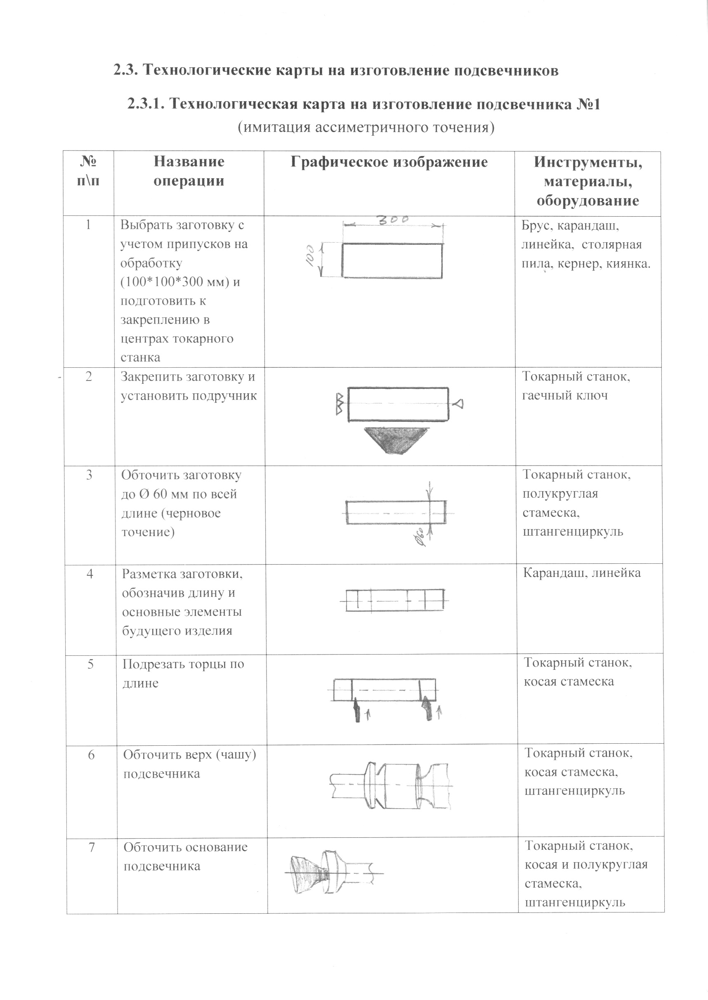 2.3. Технологические карты на изготовление подсвечников
2.3.1. Технологическая карта на изготовление подсвечника №1
(имитация ассиметричного точения)
№
п\п
Название
операции
Графическое изображение
Инструменты,
материалы,
оборудование
1
Выбрать заготовку с
учетом припусков на
обработку
(100*100*300 мм) и
подготовить к
закреплению в
центрах токарного
станка
300
100
Брус, карандаш,
линейка, столярная
пила, кернер, киянка.
2
Закрепить заготовку и
установить подручник
Токарный станок,
гаечный ключ
3
Обточить заготовку
до Ø 60 мм по всей
длине (черновое
точение)
Ø60
Токарный станок,
полукруглая
стамеска,
штангенциркуль
4
Разметка заготовки,
обозначив длину и
основные элементы
будущего изделия
Карандаш, линейка
5
Подрезать торцы по
длине
Токарный станок,
косая стамеска
6
Обточить верх (чашу)
подсвечника
Токарный станок,
косая стамеска,
штангенциркуль
7
Обточить основание
подсвечника
Токарный станок,
косая и полукруглая
стамеска,
штангенциркуль